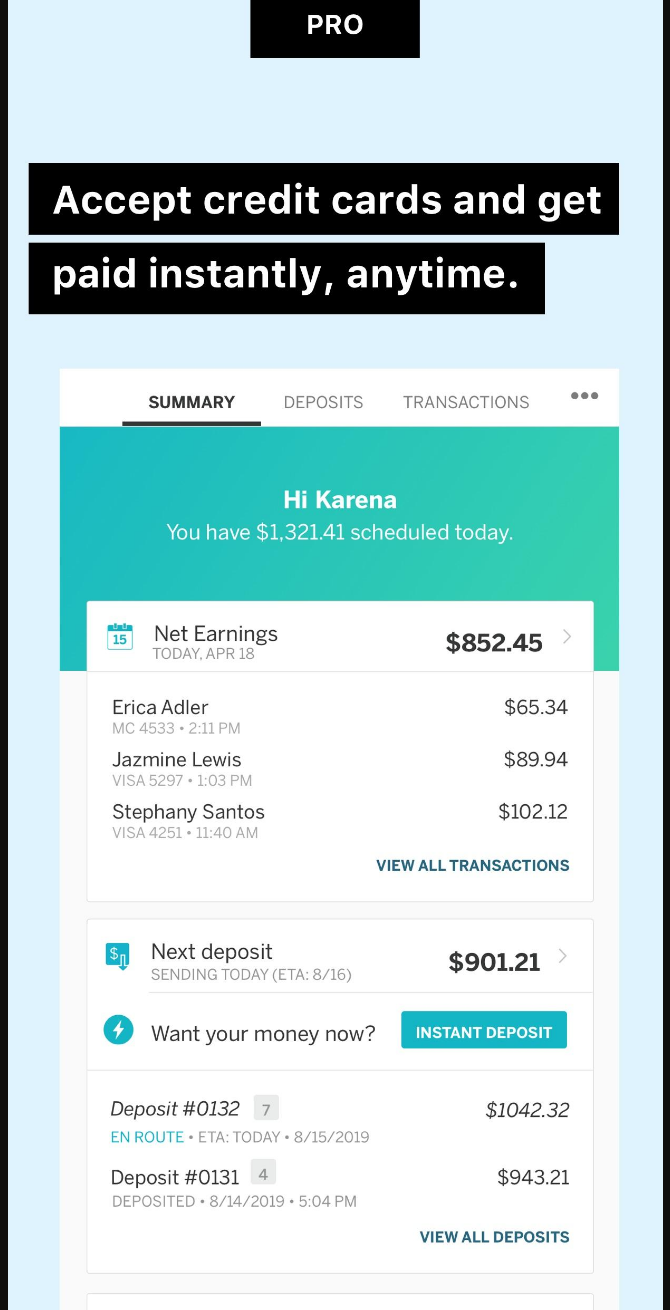 PRO
Accept credit cards and get
paid instantly, anytime.
SUMMARY DEPOSITS TRANSACTIONS
Hi Karena
You have $1,321.41 scheduled today.
15 Net Earnings $852.45
TODAY, APR 18
Erica Adler $65.34
MC 4533 • 2:11 PM
Jazmine Lewis $89.94
VISA 5297 • 1:03 PM
Stephany Santos $102.12
VISA 4251 • 11:40 AM
VIEW ALL TRANSACTIONS
$ Next deposit $901.21
SENDING TODAY (ETA: 8/16)
Want your money now? INSTANT DEPOSIT
Deposit #0132 7 $1042.32
EN ROUTE • ETA: TODAY • 8/15/2019
Deposit #0131 4 $943.21
DEPOSITED • 8/14/2019 • 5:04 PM
VIEW ALL DEPOSITS